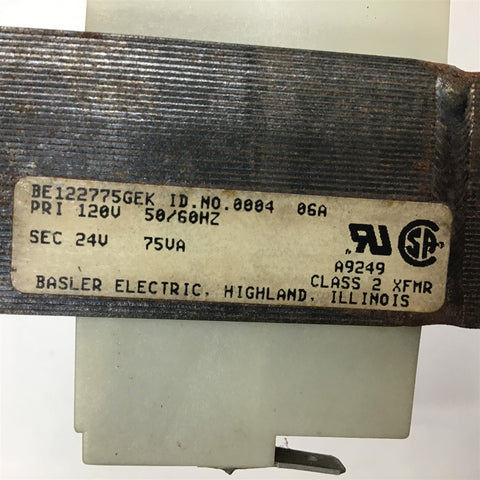 BE122775GEK ID.NO.0004 06A
PRI 120V 50/60HZ
SEC 24V 75VA
A9249
CLASS 2 XFMR
BASLER ELECTRIC, HIGHLAND, ILLINOIS